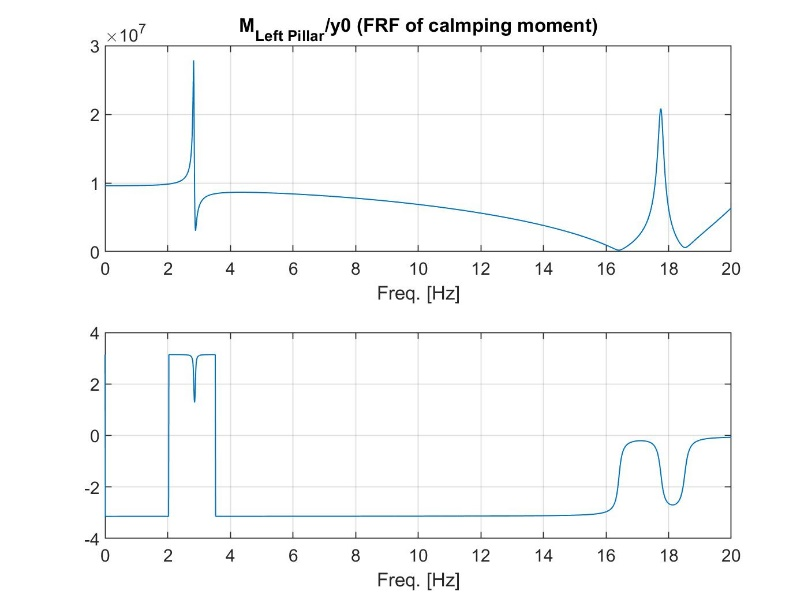 M_Left Pillar/y0 (FRF of calmping moment)
×10^7
3
2
1
0
0 2 4 6 8 10 12 14 16 18 20
Freq. [Hz]
4
2
0
-2
-4
0 2 4 6 8 10 12 14 16 18 20
Freq. [Hz]